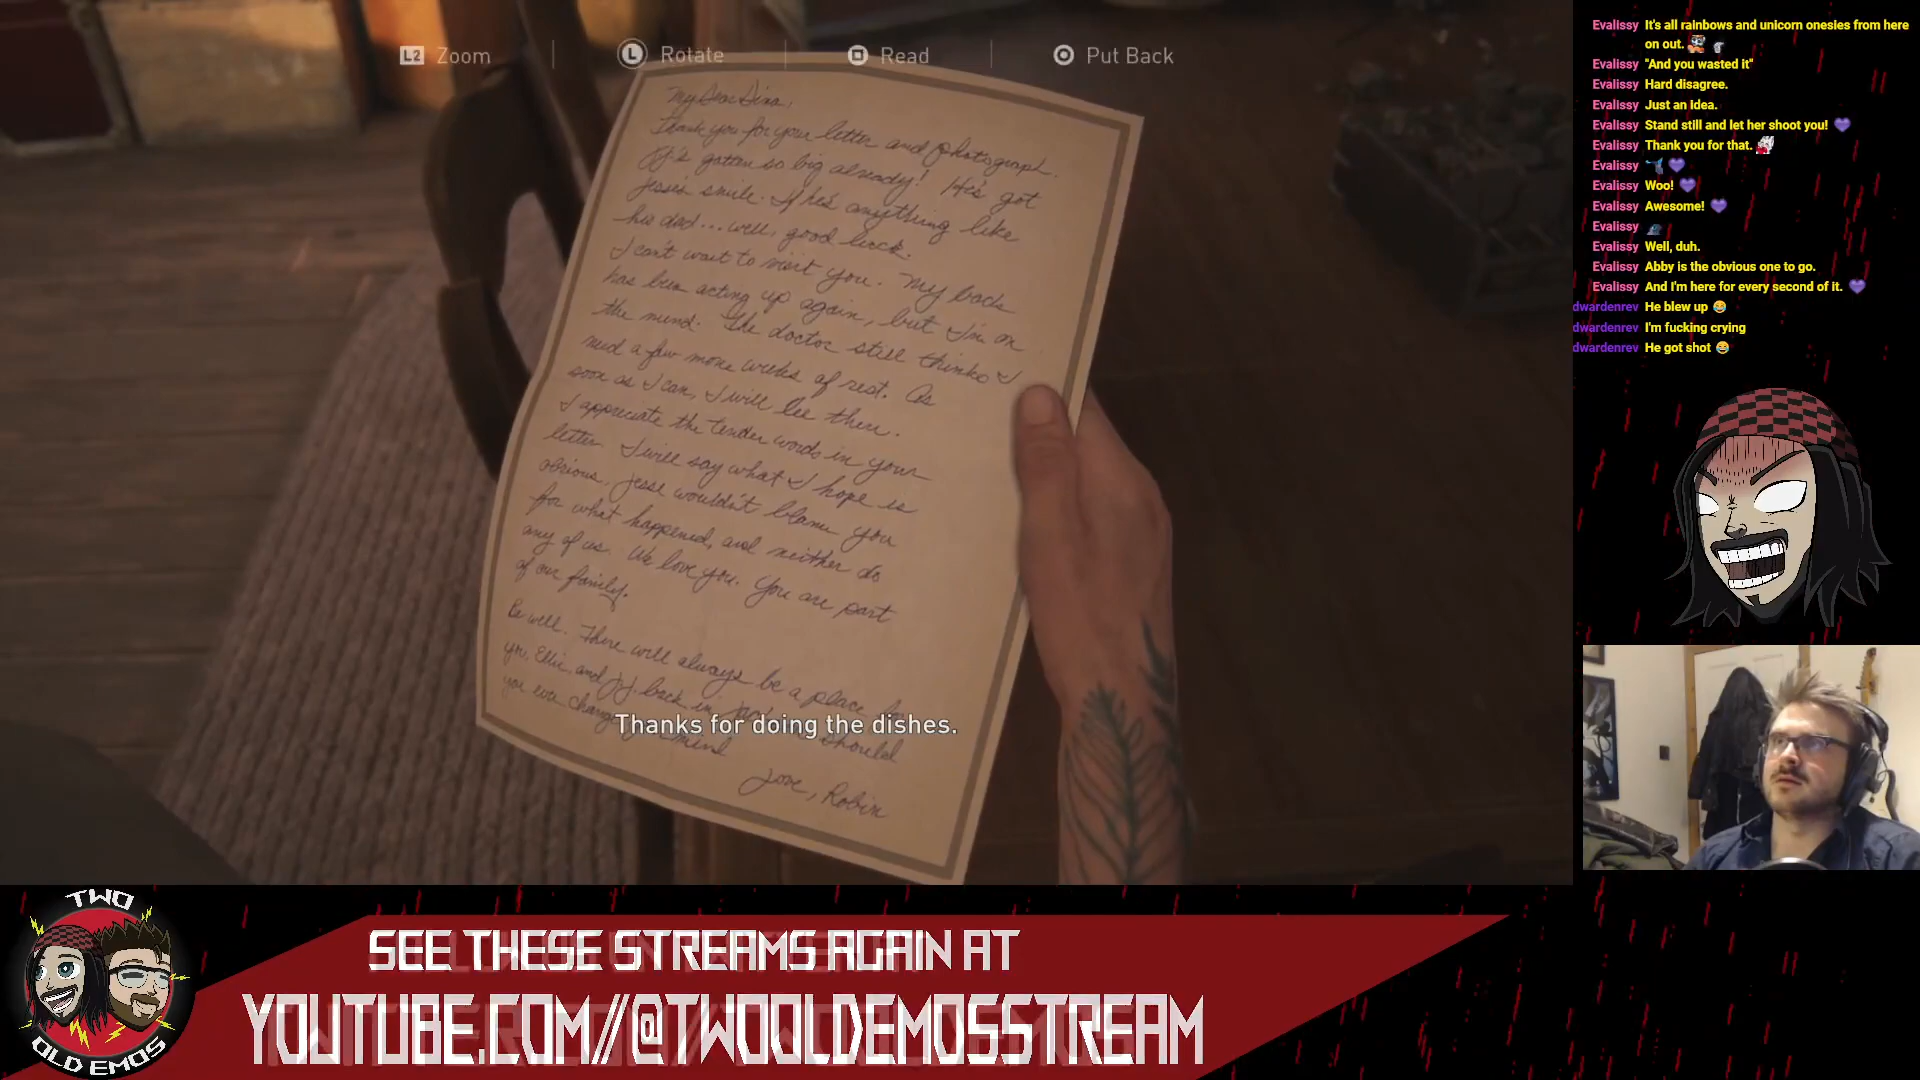 L2 Zoom
L Rotate
Read
Put Back
My Dear Dina,
Thank you for your letter and photograph.
JJ's gotten so big already! He's got
Jesse's smile. If he's anything like
his dad... well, good luck.
I can't wait to visit you. My back
has been acting up again, but I'm on
the mend. The doctor still thinks I
need a few more weeks of rest. As
soon as I can, I will be there.
I appreciate the tender words in your
letter. I will say what I hope is
obvious, Jesse wouldn't blame you
for what happened, and neither do
any of us. We love you. You are part
of our family.
Be well. There will always be a place
you, Ellie, and JJ back in should
you ever change mind
Love, Robin
Thanks for doing the dishes.
Evalissy It's all rainbows and unicorn onesies from here
on out.
Evalissy "And you wasted it"
Evalissy Hard disagree.
Evalissy Just an idea.
Evalissy Stand still and let her shoot you!
Evalissy Thank you for that.
Evalissy
Evalissy Woo!
Evalissy Awesome!
Evalissy
Evalissy Well, duh.
Evalissy Abby is the obvious one to go.
Evalissy And I'm here for every second of it.
dwardenrev He blew up
dwardenrev I'm fucking crying
dwardenrev He got shot
TWO
OLD EMOS
SEE THESE STREAMS AGAIN AT
YOUTUBE.COM//@TWOOLDEMOSSTREAM